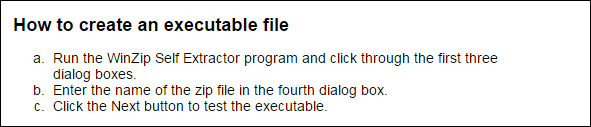 How to create an executable file
a. Run the WinZip Self Extractor program and click through the first three
dialog boxes.
b. Enter the name of the zip file in the fourth dialog box.
c. Click the Next button to test the executable.